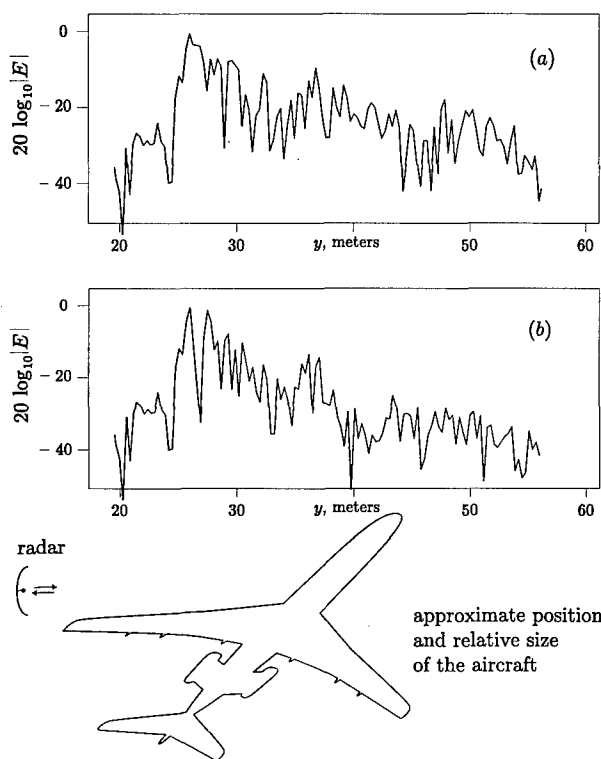 20 log₁₀|E|
0
−20
−40
(a)
20 30 40 50 60
y, meters
20 log₁₀|E|
0
−20
−40
(b)
20 30 40 50 60
y, meters
radar
approximate position
and relative size
of the aircraft